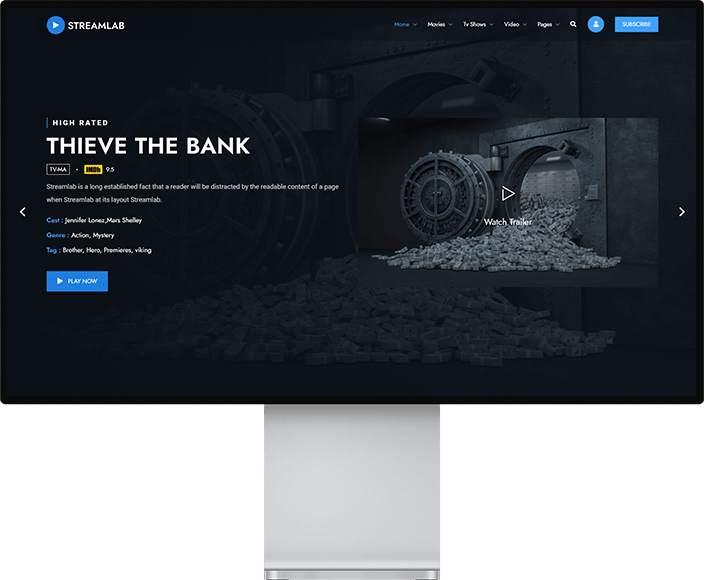 STREAMLAB
Home Movies Tv Shows Video Pages SUBSCRIBE
HIGH RATED
THIEVE THE BANK
TV-MA • IMDb 9.5
Streamlab is a long established fact that a reader will be distracted by the readable content of a page
when Streamlab at its layout Streamlab.
Cast : Jennifer Lonez,Mars Shelley
Genre : Action, Mystery
Tag : Brother, Hero, Premieres, viking
PLAY NOW
Watch Trailer